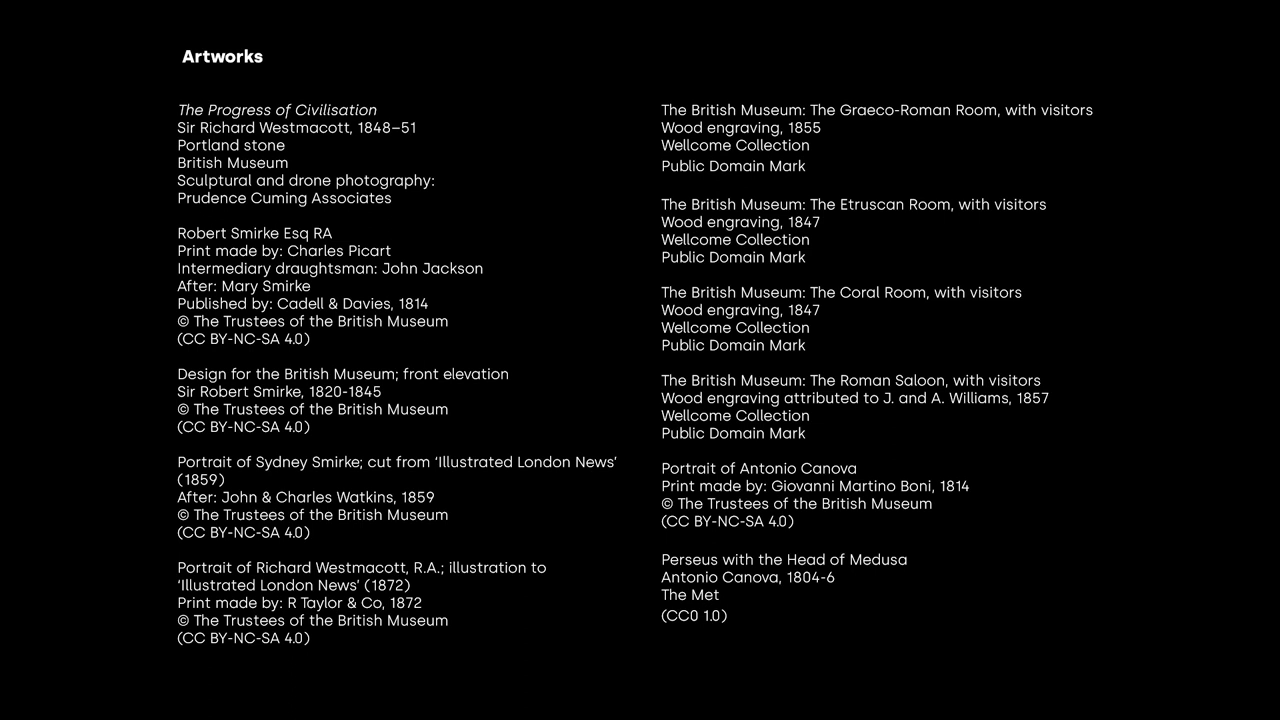 Artworks
The Progress of Civilisation
Sir Richard Westmacott, 1848–51
Portland stone
British Museum
Sculptural and drone photography:
Prudence Cuming Associates
Robert Smirke Esq RA
Print made by: Charles Picart
Intermediary draughtsman: John Jackson
After: Mary Smirke
Published by: Cadell & Davies, 1814
© The Trustees of the British Museum
(CC BY-NC-SA 4.0)
Design for the British Museum; front elevation
Sir Robert Smirke, 1820-1845
© The Trustees of the British Museum
(CC BY-NC-SA 4.0)
Portrait of Sydney Smirke; cut from ‘Illustrated London News’
(1859)
After: John & Charles Watkins, 1859
© The Trustees of the British Museum
(CC BY-NC-SA 4.0)
Portrait of Richard Westmacott, R.A.; illustration to
‘Illustrated London News’ (1872)
Print made by: R Taylor & Co, 1872
© The Trustees of the British Museum
(CC BY-NC-SA 4.0)
The British Museum: The Graeco-Roman Room, with visitors
Wood engraving, 1855
Wellcome Collection
Public Domain Mark
The British Museum: The Etruscan Room, with visitors
Wood engraving, 1847
Wellcome Collection
Public Domain Mark
The British Museum: The Coral Room, with visitors
Wood engraving, 1847
Wellcome Collection
Public Domain Mark
The British Museum: The Roman Saloon, with visitors
Wood engraving attributed to J. and A. Williams, 1857
Wellcome Collection
Public Domain Mark
Portrait of Antonio Canova
Print made by: Giovanni Martino Boni, 1814
© The Trustees of the British Museum
(CC BY-NC-SA 4.0)
Perseus with the Head of Medusa
Antonio Canova, 1804-6
The Met
(CC0 1.0)